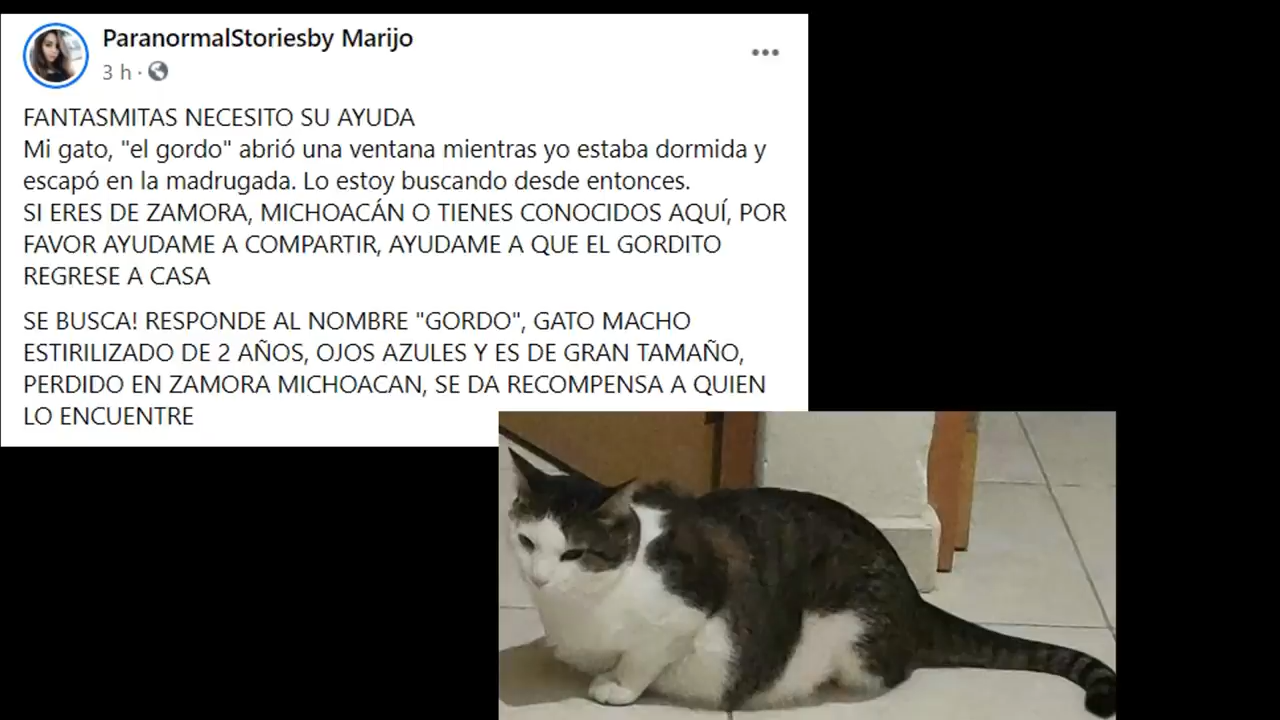 ParanormalStoriesby Marijo
3 h ·
FANTASMITAS NECESITO SU AYUDA
Mi gato, "el gordo" abrió una ventana mientras yo estaba dormida y
escapó en la madrugada. Lo estoy buscando desde entonces.
SI ERES DE ZAMORA, MICHOACÁN O TIENES CONOCIDOS AQUÍ, POR
FAVOR AYUDAME A COMPARTIR, AYUDAME A QUE EL GORDITO
REGRESE A CASA
SE BUSCA! RESPONDE AL NOMBRE "GORDO", GATO MACHO
ESTIRILIZADO DE 2 AÑOS, OJOS AZULES Y ES DE GRAN TAMAÑO,
PERDIDO EN ZAMORA MICHOACAN, SE DA RECOMPENSA A QUIEN
LO ENCUENTRE